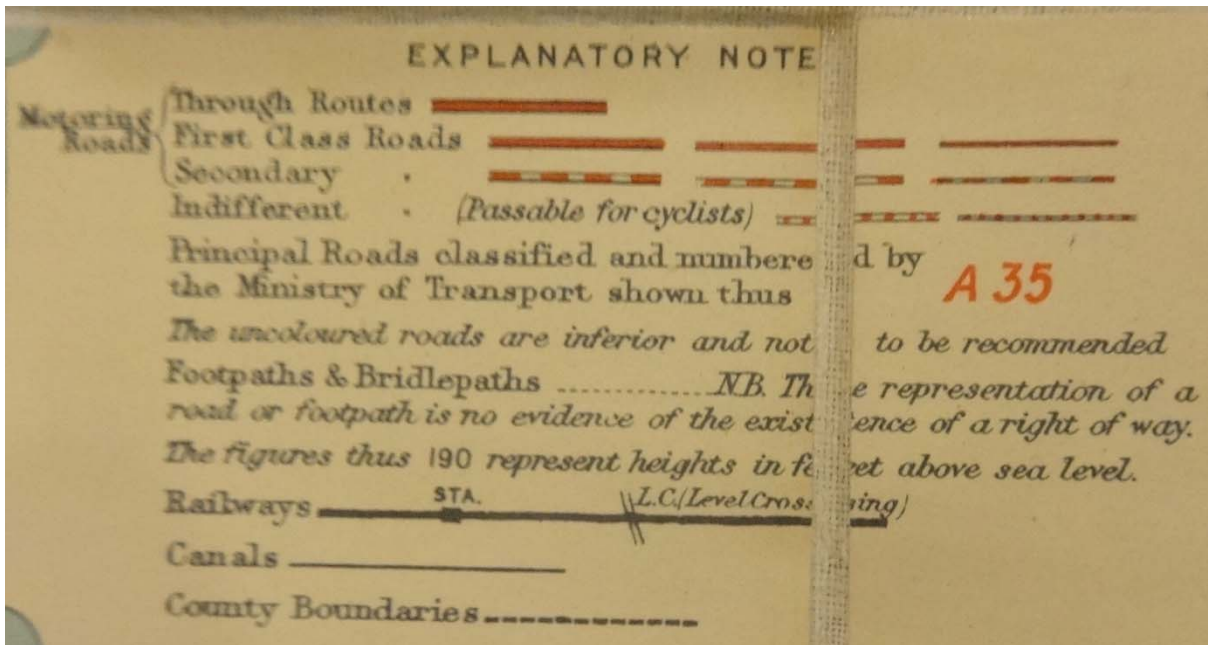 EXPLANATORY NOTE
Motoring Roads
Through Routes
First Class Roads
Secondary "
Indifferent " (Passable for cyclists)
Principal Roads classified and numbered by
the Ministry of Transport shown thus A 35
The uncoloured roads are inferior and not to be recommended
Footpaths & Bridlepaths ............ N.B. The representation of a
road or footpath is no evidence of the existence of a right of way.
The figures thus 190 represent heights in feet above sea level.
Railways STA. L.C.(Level Crossing)
Canals
County Boundaries